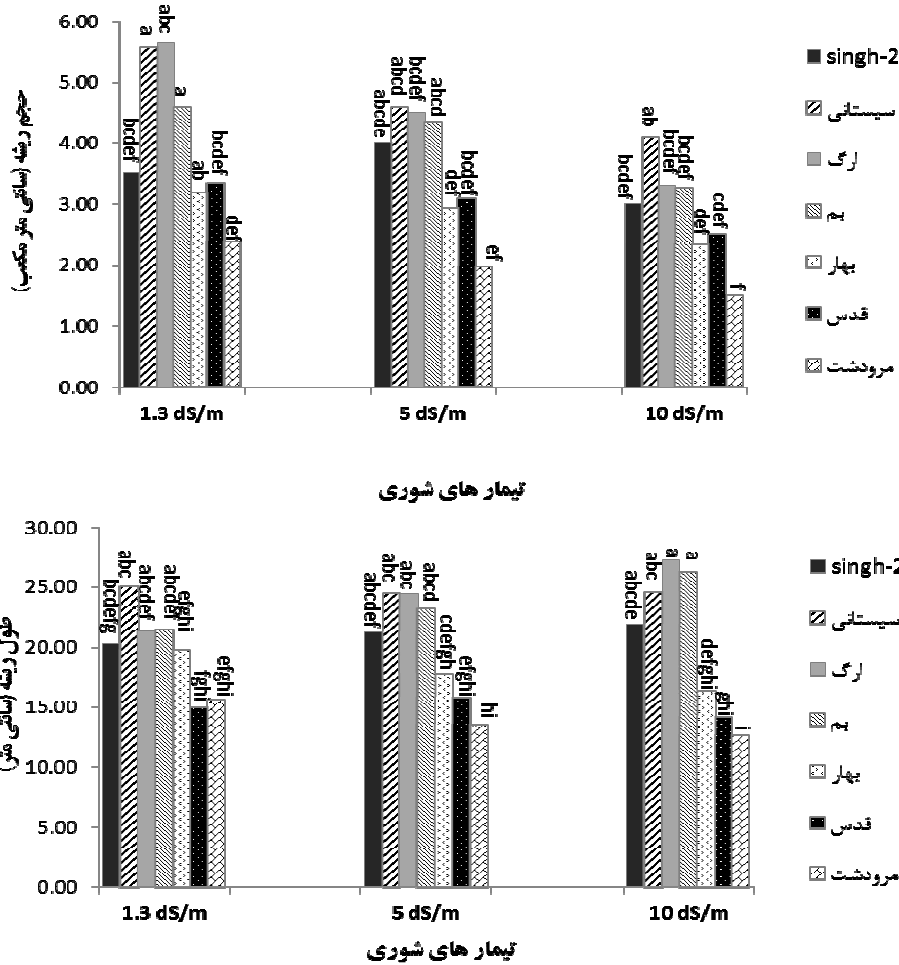 حیجم ریشه (سانتی متر مکعب)
6.00
5.00
4.00
3.00
2.00
1.00
0.00
bcdef
a
abc
a
ab
bcdef
def
abcde
abcd
bcdef
abcd
def
bcdef
ef
bcdef
ab
bcdef
bcdef
def
cdef
f
1.3 dS/m
5 dS/m
10 dS/m
تیمار های شوری
singh-2
سیستانی
ارگ
بم
بهار
قدس
مرودشت
طول ریشه (سانتی متر)
30.00
25.00
20.00
15.00
10.00
5.00
0.00
bcdefg
abc
abcdef
abcdef
efghi
fghi
efghi
abcdef
abc
abc
abcd
cdefgh
efghi
hi
abcde
abc
a
a
defghi
ghi
i
1.3 dS/m
5 dS/m
10 dS/m
تیمار های شوری
singh-2
سیستانی
ارگ
بم
بهار
قدس
مرودشت